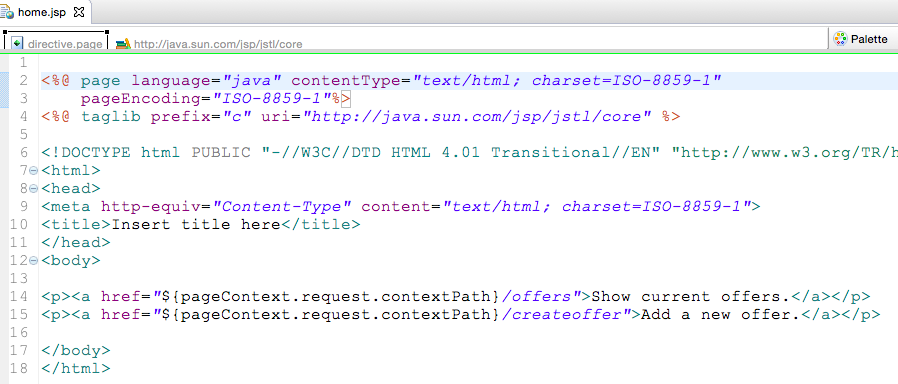 home.jsp
directive.page http://java.sun.com/jsp/jstl/core Palette
1
2 <%@ page language="java" contentType="text/html; charset=ISO-8859-1"
3 pageEncoding="ISO-8859-1"%>
4 <%@ taglib prefix="c" uri="http://java.sun.com/jsp/jstl/core" %>
5
6 <!DOCTYPE html PUBLIC "-//W3C//DTD HTML 4.01 Transitional//EN" "http://www.w3.org/TR/h
7 <html>
8 <head>
9 <meta http-equiv="Content-Type" content="text/html; charset=ISO-8859-1">
10 <title>Insert title here</title>
11 </head>
12 <body>
13
14 <p><a href="${pageContext.request.contextPath}/offers">Show current offers.</a></p>
15 <p><a href="${pageContext.request.contextPath}/createoffer">Add a new offer.</a></p>
16
17 </body>
18 </html>